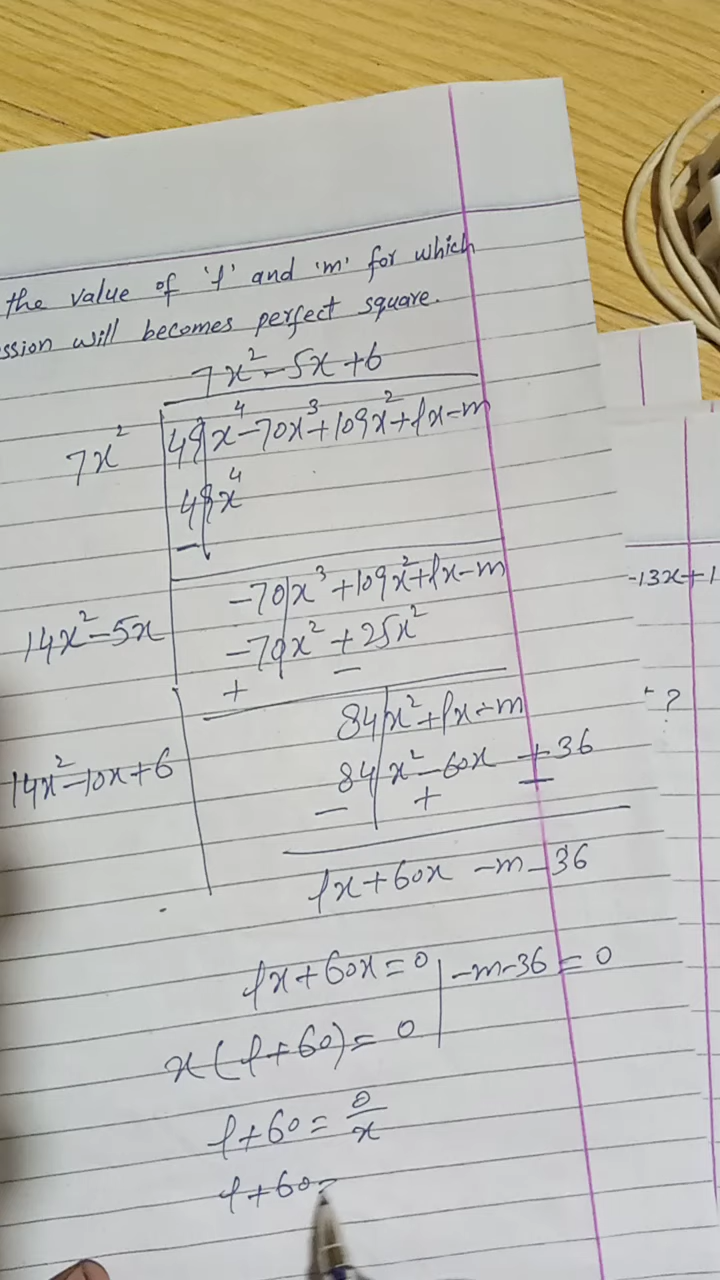 the value of 'l' and 'm' for which
ssion will becomes perfect square.
7x² - 5x + 6
7x² 49x⁴ - 70x³ + 109x² + lx - m
49x⁴
-
-70x³ + 109x² + lx - m
14x² - 5x -70x² + 25x²
+ -
84x² + lx - m
14x² - 10x + 6 84x² - 60x + 36
- + -
lx + 60x - m - 36
lx + 60x = 0 | -m - 36 = 0
x(l + 60) = 0
l + 60 = 0/x
l + 60 =
-13x + 1
?